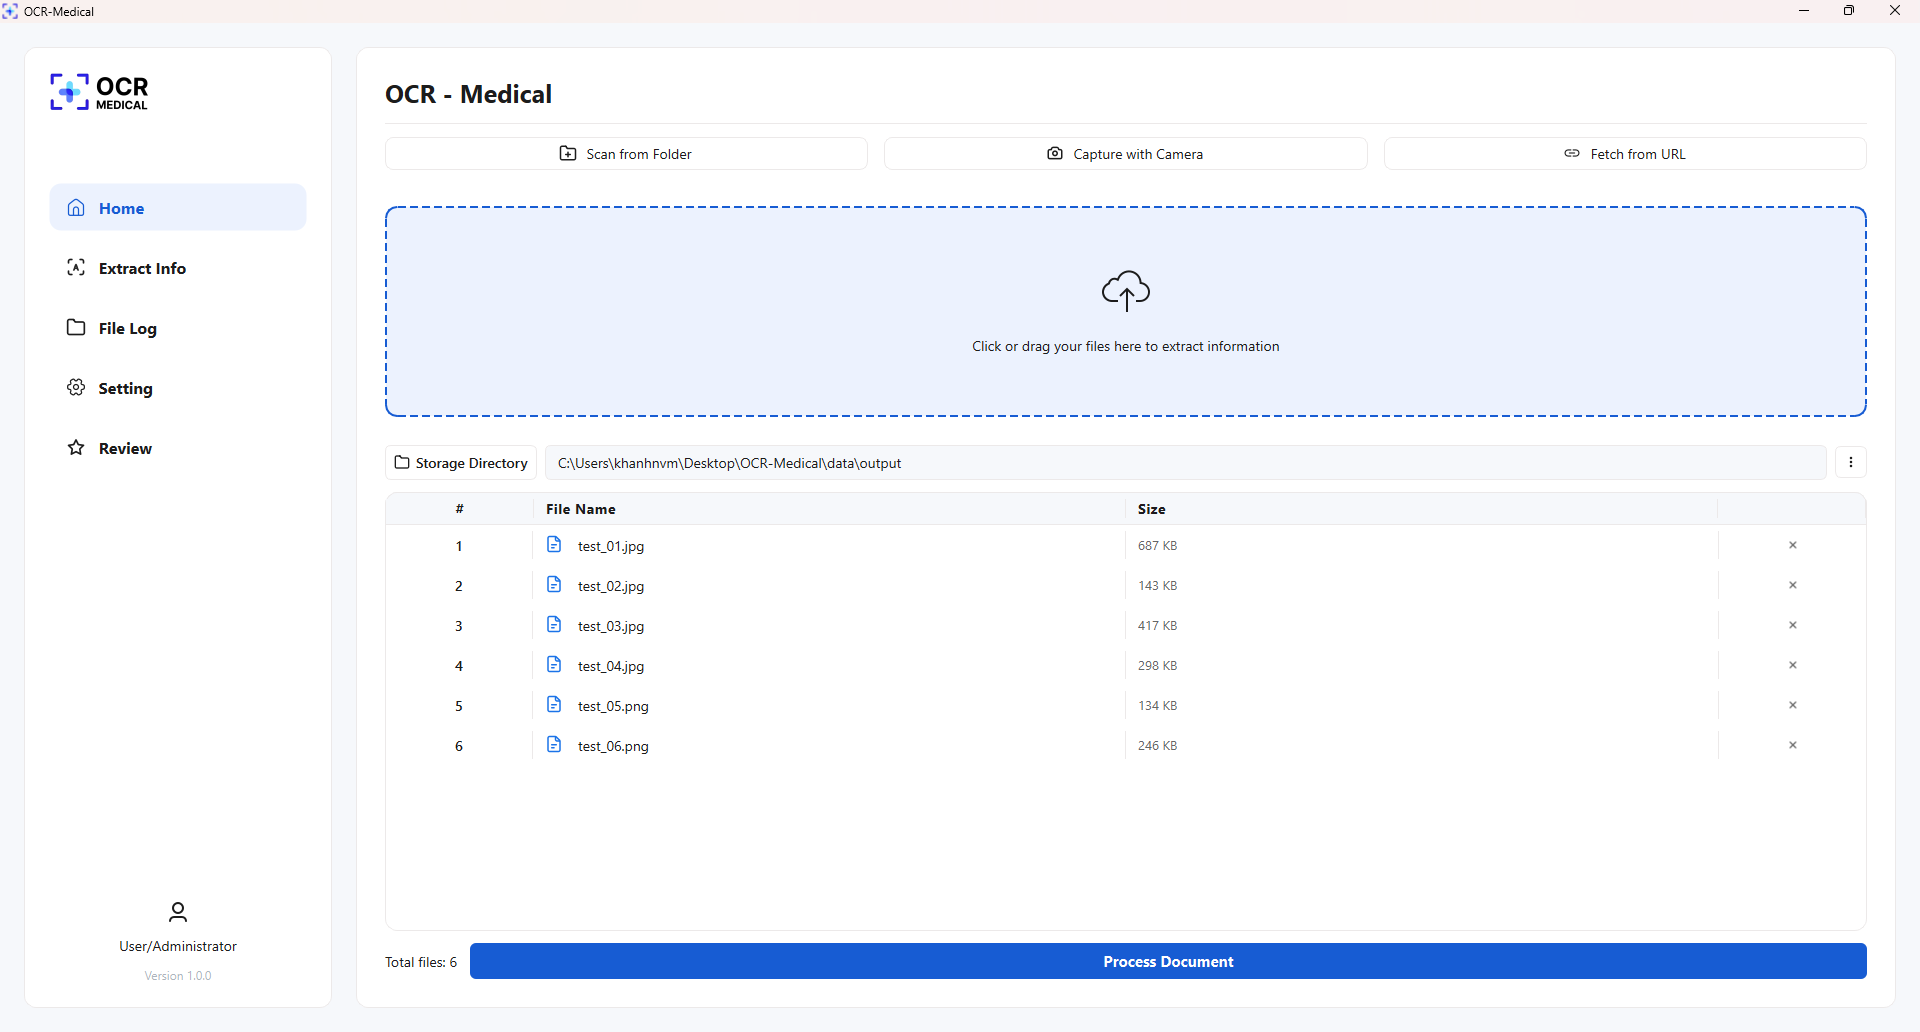 OCR-Medical
OCR
MEDICAL
Home
Extract Info
File Log
Setting
Review
User/Administrator
Version 1.0.0
OCR - Medical
Scan from Folder
Capture with Camera
Fetch from URL
Click or drag your files here to extract information
Storage Directory C:\Users\khanhnvm\Desktop\OCR-Medical\data\output
# File Name Size
1 test_01.jpg 687 KB
2 test_02.jpg 143 KB
3 test_03.jpg 417 KB
4 test_04.jpg 298 KB
5 test_05.png 134 KB
6 test_06.png 246 KB
Total files: 6
Process Document